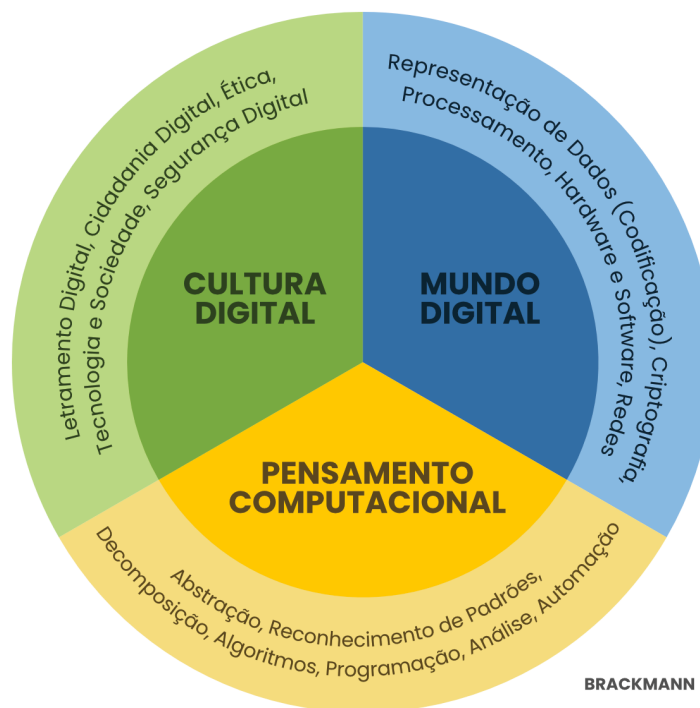 Letramento Digital, Cidadania Digital, Ética,
Tecnologia e Sociedade, Segurança Digital
CULTURA
DIGITAL
Representação de Dados (Codificação), Criptografia,
Processamento, Hardware e Software, Redes
MUNDO
DIGITAL
PENSAMENTO
COMPUTACIONAL
Abstração, Reconhecimento de Padrões,
Decomposição, Algoritmos, Programação, Análise, Automação
BRACKMANN